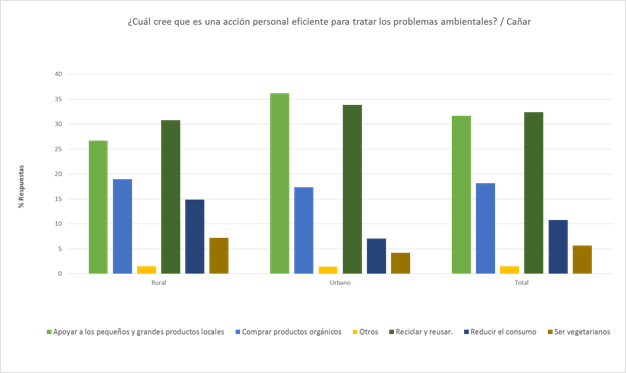 ¿Cuál cree que es una acción personal eficiente para tratar los problemas ambientales? / Cañar
% Respuestas
40
35
30
25
20
15
10
5
0
Rural Urbano Total
Apoyar a los pequeños y grandes productos locales Comprar productos orgánicos Otros Reciclar y reusar. Reducir el consumo Ser vegetarianos